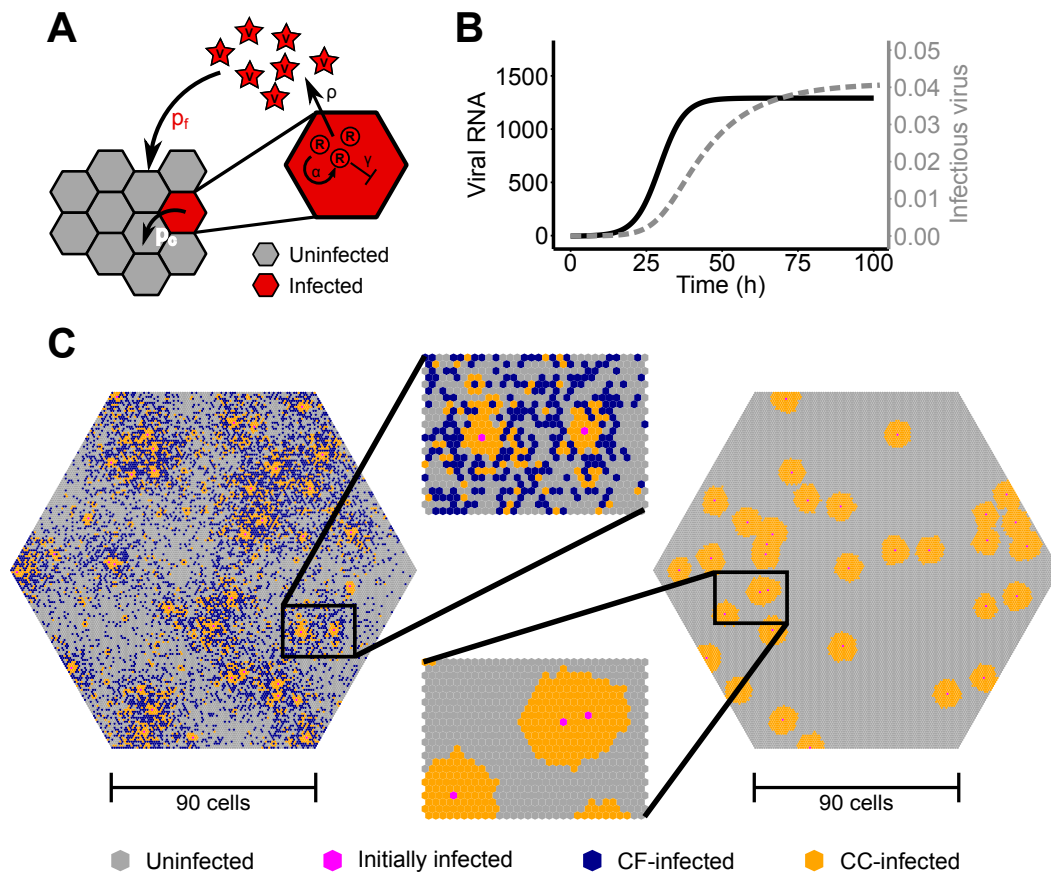 A
V V V V V V V
ρ
p_f
R R R
α
γ
p_c
Uninfected
Infected
B
Viral RNA
1500
1000
500
0
0.05
0.04
0.03
0.02
0.01
0.00
Infectious virus
0 25 50 75 100
Time (h)
C
90 cells
90 cells
Uninfected Initially infected CF-infected CC-infected